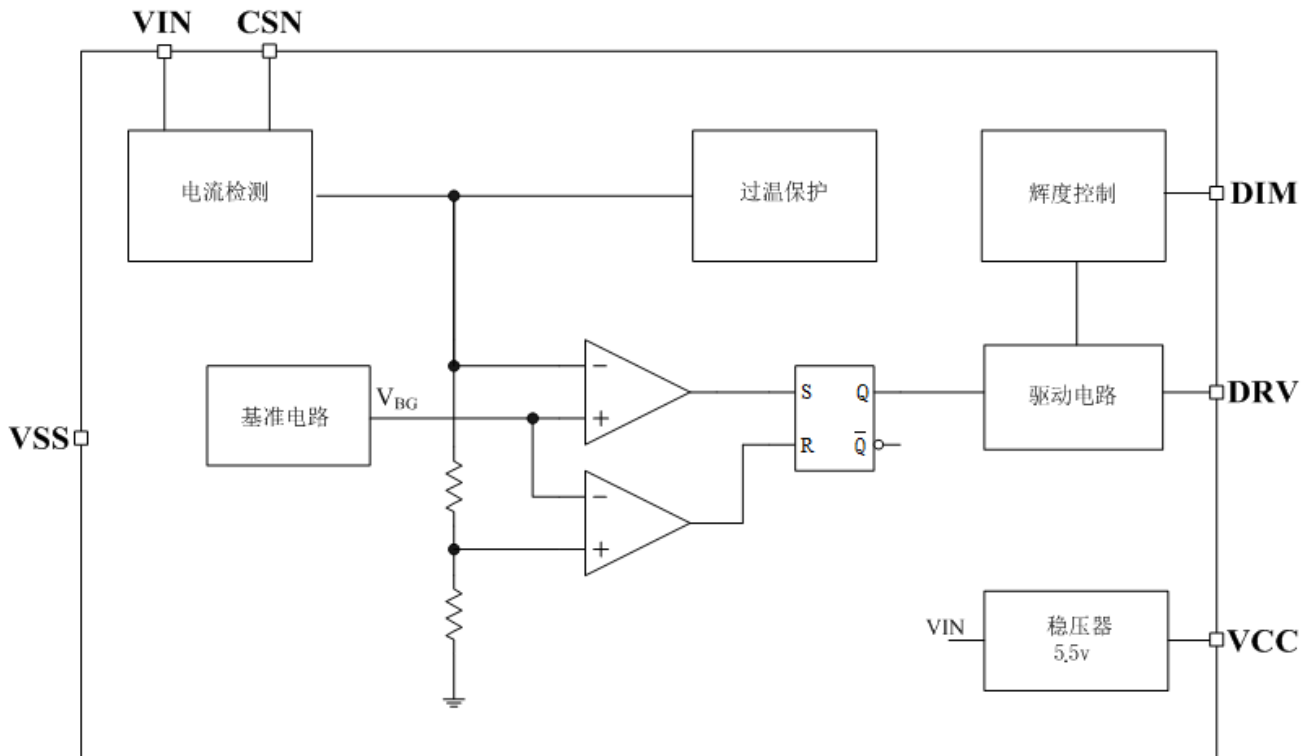 VIN CSN
电流检测
过温保护
辉度控制
DIM
基准电路
VBG
VSS
−
+
S Q
R Q̅
驱动电路
DRV
−
+
VIN
稳压器
5.5v
VCC